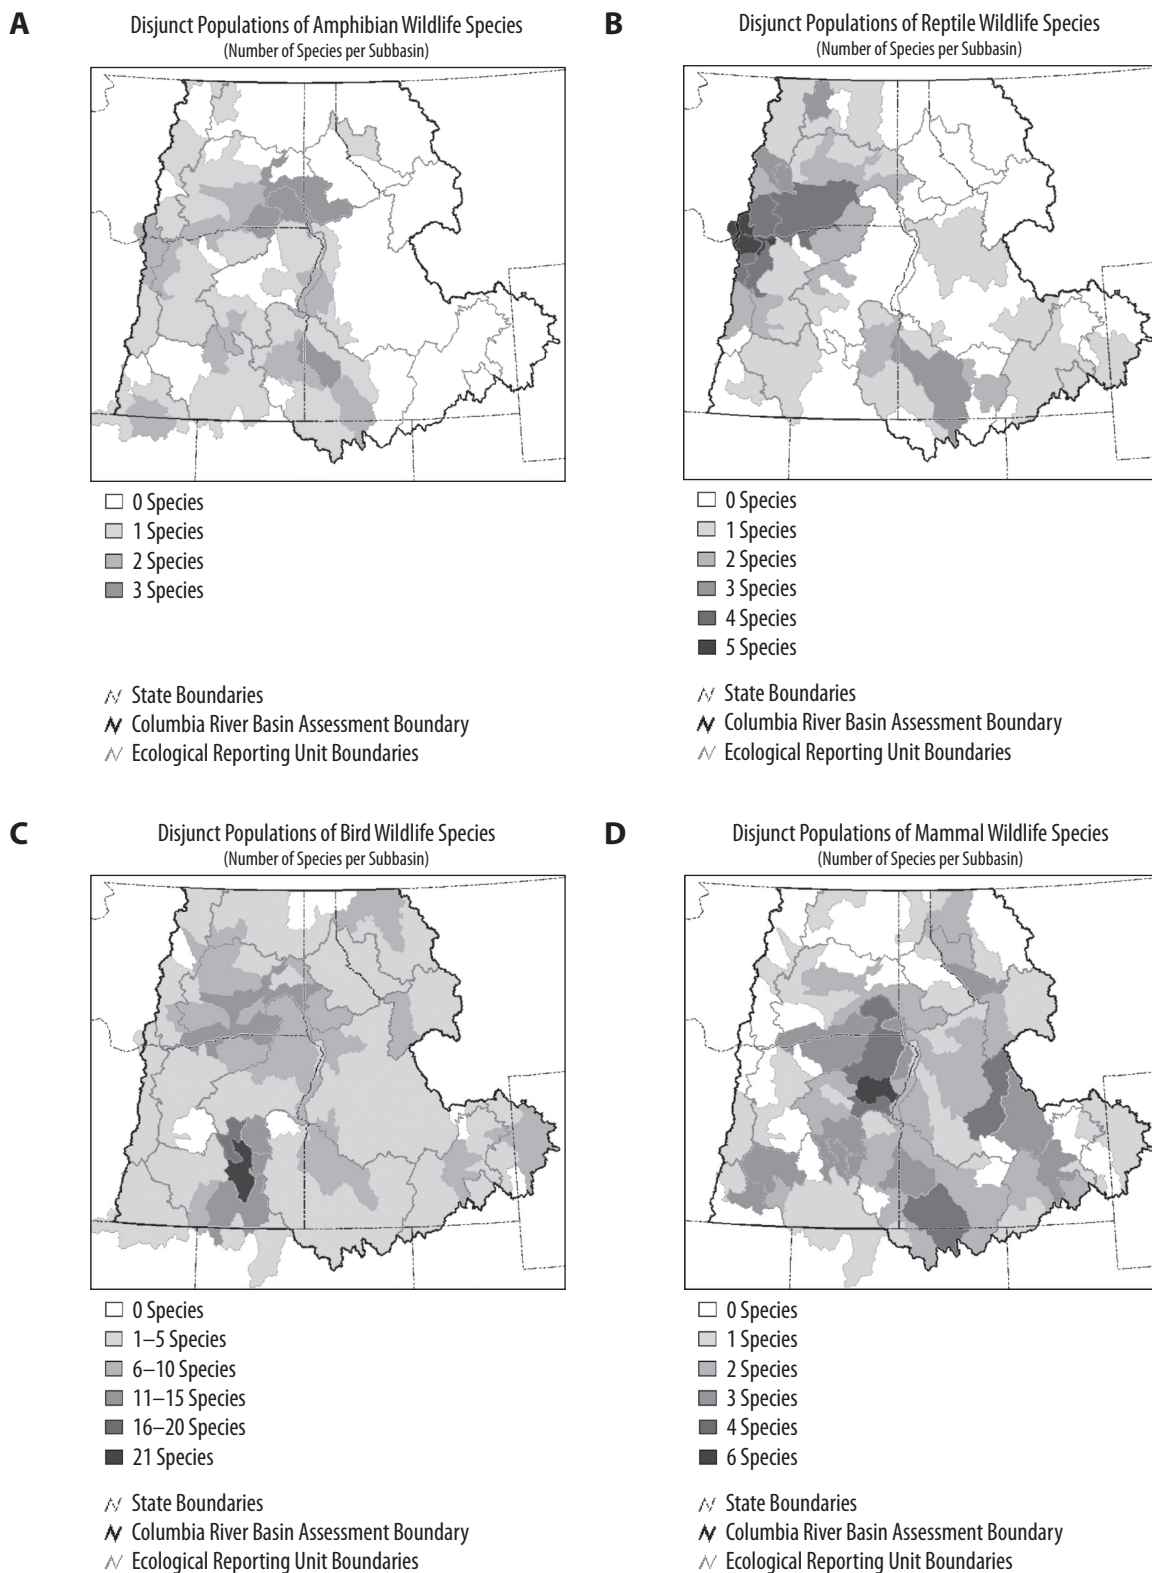 A
Disjunct Populations of Amphibian Wildlife Species
(Number of Species per Subbasin)
0 Species
1 Species
2 Species
3 Species
State Boundaries
Columbia River Basin Assessment Boundary
Ecological Reporting Unit Boundaries
B
Disjunct Populations of Reptile Wildlife Species
(Number of Species per Subbasin)
0 Species
1 Species
2 Species
3 Species
4 Species
5 Species
State Boundaries
Columbia River Basin Assessment Boundary
Ecological Reporting Unit Boundaries
C
Disjunct Populations of Bird Wildlife Species
(Number of Species per Subbasin)
0 Species
1–5 Species
6–10 Species
11–15 Species
16–20 Species
21 Species
State Boundaries
Columbia River Basin Assessment Boundary
Ecological Reporting Unit Boundaries
D
Disjunct Populations of Mammal Wildlife Species
(Number of Species per Subbasin)
0 Species
1 Species
2 Species
3 Species
4 Species
6 Species
State Boundaries
Columbia River Basin Assessment Boundary
Ecological Reporting Unit Boundaries